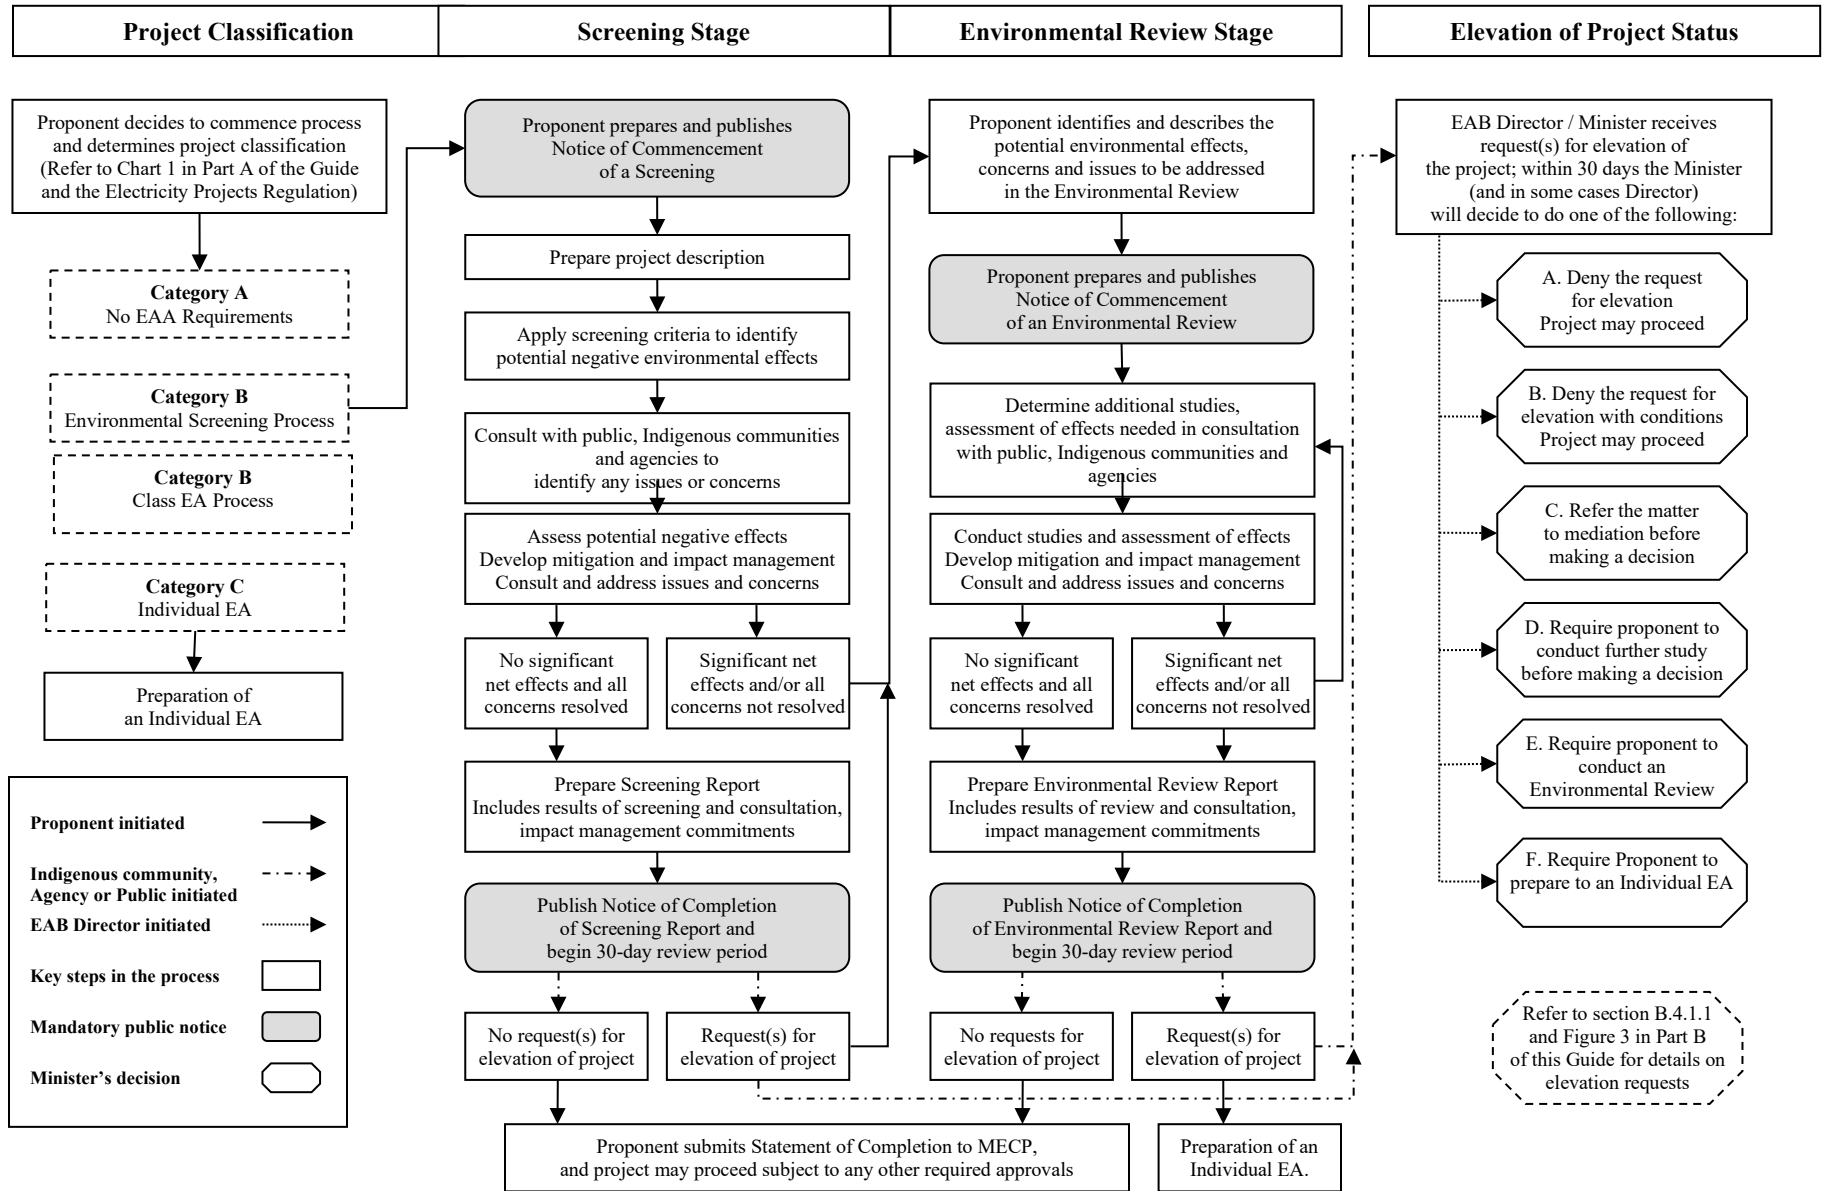 Project Classification
Screening Stage
Environmental Review Stage
Elevation of Project Status
Proponent decides to commence process
and determines project classification
(Refer to Chart 1 in Part A of the Guide
and the Electricity Projects Regulation)
Category A
No EAA Requirements
Category B
Environmental Screening Process
Category B
Class EA Process
Category C
Individual EA
Preparation of
an Individual EA
Proponent initiated
Indigenous community,
Agency or Public initiated
EAB Director initiated
Key steps in the process
Mandatory public notice
Minister's decision
Proponent prepares and publishes
Notice of Commencement
of a Screening
Prepare project description
Apply screening criteria to identify
potential negative environmental effects
Consult with public, Indigenous communities
and agencies to
identify any issues or concerns
Assess potential negative effects
Develop mitigation and impact management
Consult and address issues and concerns
No significant
net effects and all
concerns resolved
Significant net
effects and/or all
concerns not resolved
Prepare Screening Report
Includes results of screening and consultation,
impact management commitments
Publish Notice of Completion
of Screening Report and
begin 30-day review period
No request(s) for
elevation of project
Request(s) for
elevation of project
Proponent submits Statement of Completion to MECP,
and project may proceed subject to any other required approvals
Proponent identifies and describes the
potential environmental effects,
concerns and issues to be addressed
in the Environmental Review
Proponent prepares and publishes
Notice of Commencement
of an Environmental Review
Determine additional studies,
assessment of effects needed in consultation
with public, Indigenous communities and
agencies
Conduct studies and assessment of effects
Develop mitigation and impact management
Consult and address issues and concerns
No significant
net effects and all
concerns resolved
Significant net
effects and/or all
concerns not resolved
Prepare Environmental Review Report
Includes results of review and consultation,
impact management commitments
Publish Notice of Completion
of Environmental Review Report and
begin 30-day review period
No requests for
elevation of project
Request(s) for
elevation of project
Preparation of an
Individual EA.
EAB Director / Minister receives
request(s) for elevation of
the project; within 30 days the Minister
(and in some cases Director)
will decide to do one of the following:
A. Deny the request
for elevation
Project may proceed
B. Deny the request for
elevation with conditions
Project may proceed
C. Refer the matter
to mediation before
making a decision
D. Require proponent to
conduct further study
before making a decision
E. Require proponent to
conduct an
Environmental Review
F. Require Proponent to
prepare to an Individual EA
Refer to section B.4.1.1
and Figure 3 in Part B
of this Guide for details on
elevation requests